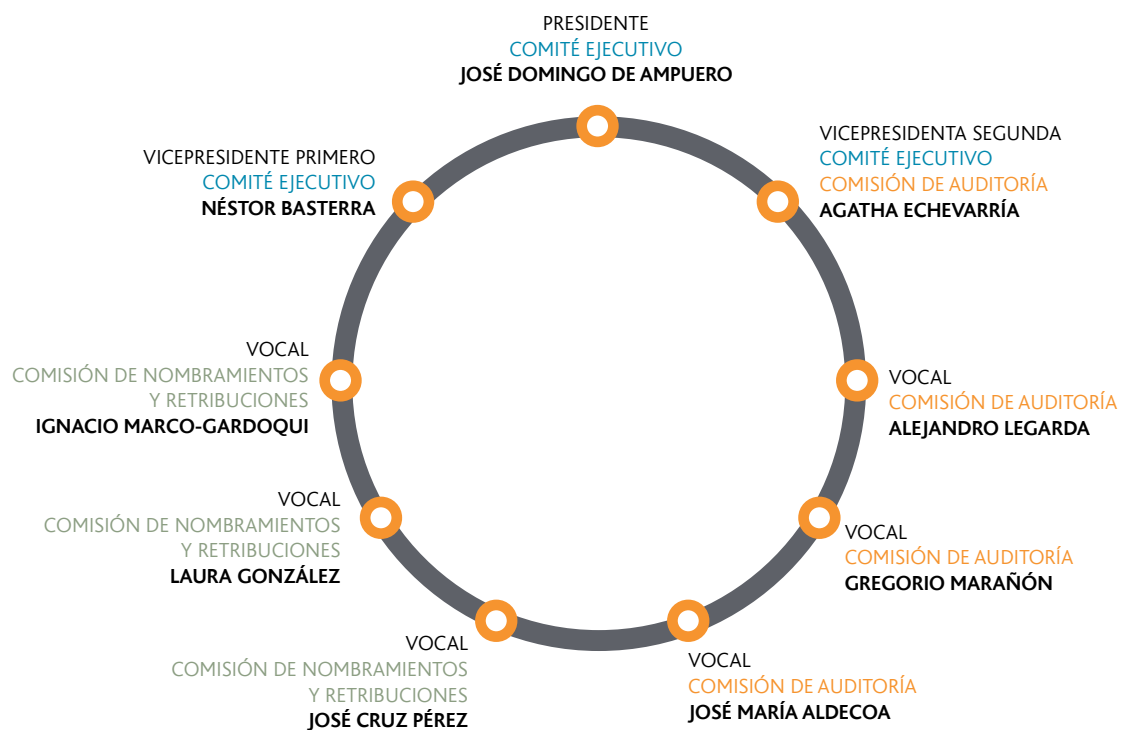 PRESIDENTE
COMITÉ EJECUTIVO
JOSÉ DOMINGO DE AMPUERO
VICEPRESIDENTA SEGUNDA
COMITÉ EJECUTIVO
COMISIÓN DE AUDITORÍA
AGATHA ECHEVARRÍA
VOCAL
COMISIÓN DE AUDITORÍA
ALEJANDRO LEGARDA
VOCAL
COMISIÓN DE AUDITORÍA
GREGORIO MARAÑÓN
VOCAL
COMISIÓN DE AUDITORÍA
JOSÉ MARÍA ALDECOA
VOCAL
COMISIÓN DE NOMBRAMIENTOS
Y RETRIBUCIONES
JOSÉ CRUZ PÉREZ
VOCAL
COMISIÓN DE NOMBRAMIENTOS
Y RETRIBUCIONES
LAURA GONZÁLEZ
VOCAL
COMISIÓN DE NOMBRAMIENTOS
Y RETRIBUCIONES
IGNACIO MARCO-GARDOQUI
VICEPRESIDENTE PRIMERO
COMITÉ EJECUTIVO
NÉSTOR BASTERRA